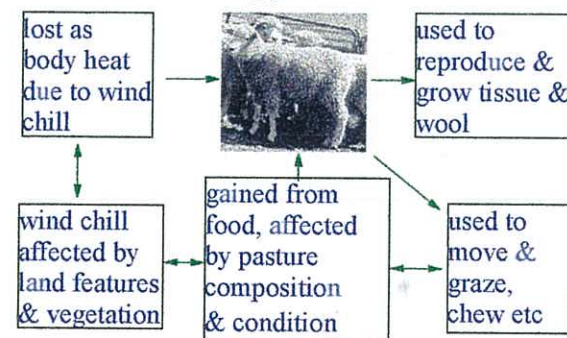 lost as
body heat
due to wind
chill
used to
reproduce &
grow tissue &
wool
wind chill
affected by
land features
& vegetation
gained from
food, affected
by pasture
composition
& condition
used to
move &
graze,
chew etc